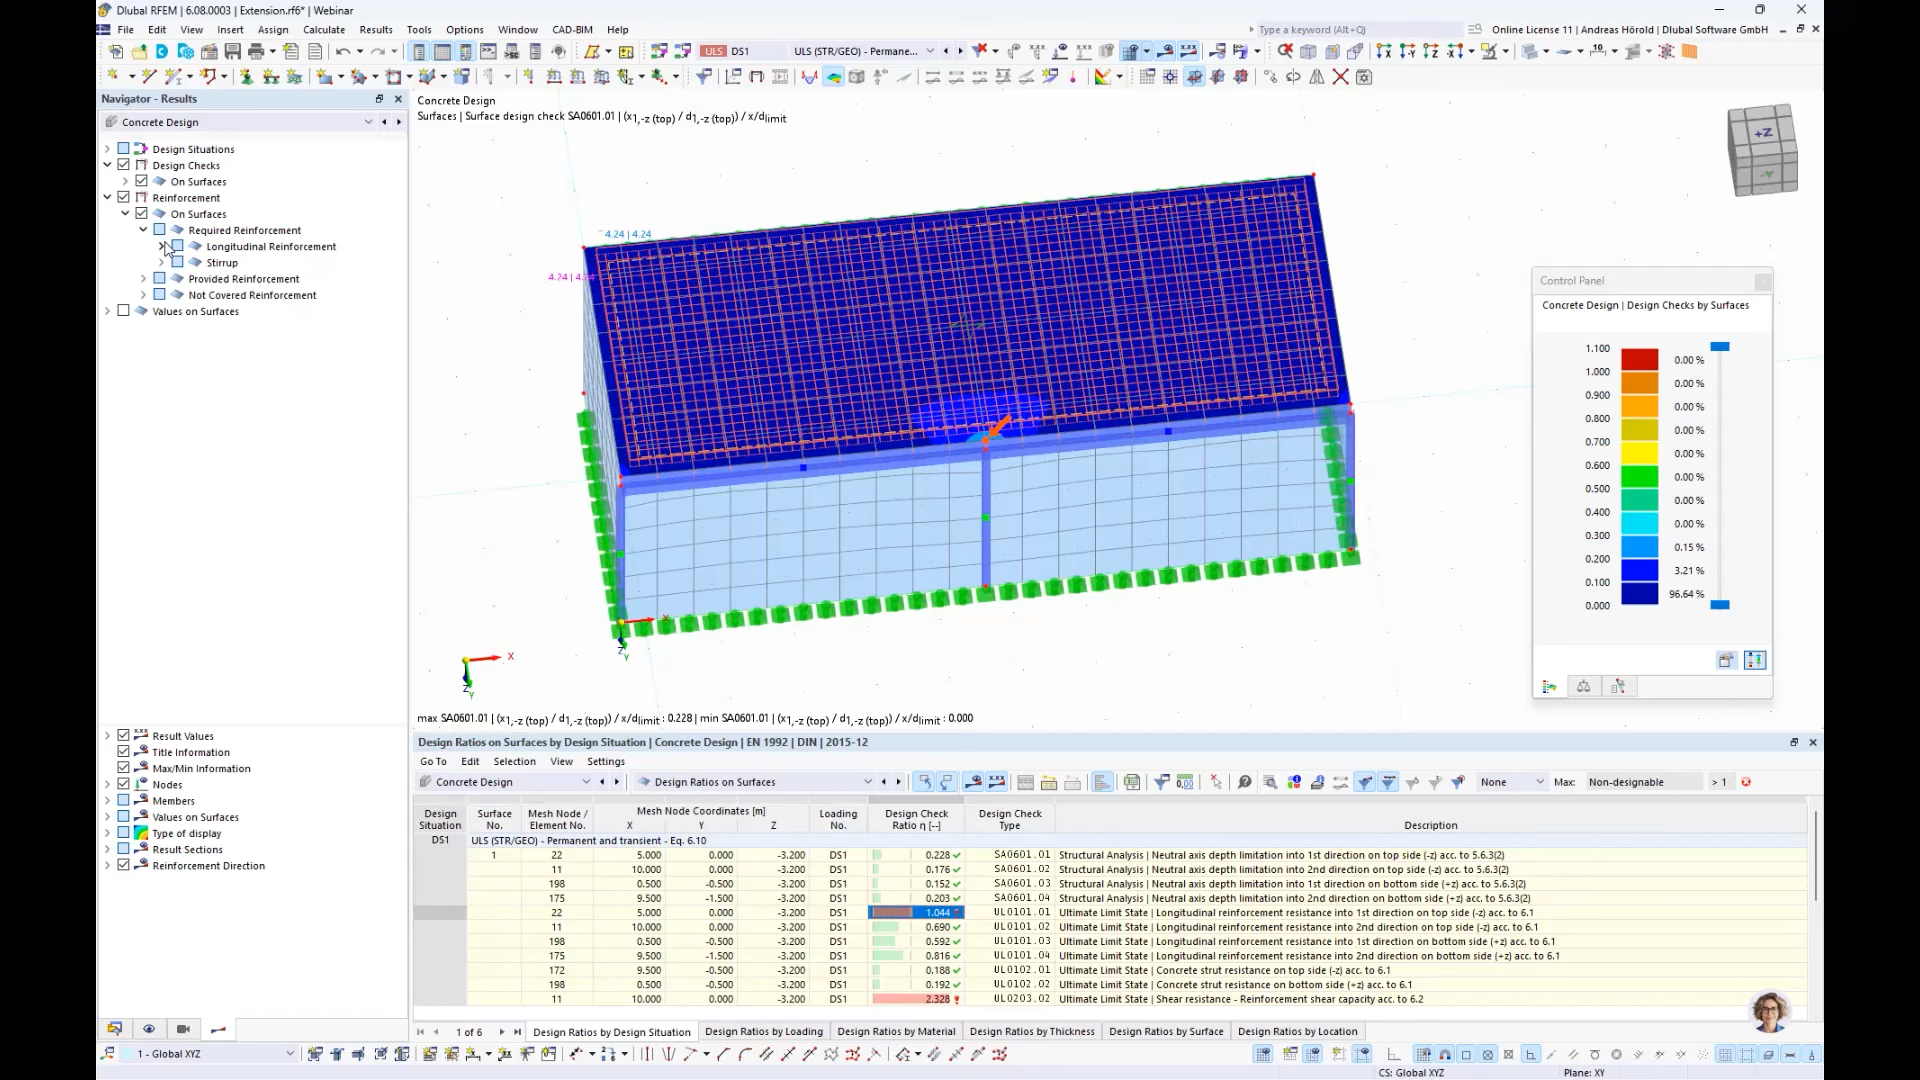 Dlubal RFEM | 6.08.0003 | Extension.rf6* | Webinar
File Edit View Insert Assign Calculate Results Tools Options Window CAD-BIM Help
Type a keyword (Alt+Q)
Online License 11 | Andreas Hörold | Dlubal Software GmbH
ULS DS1 ULS (STR/GEO) - Permane...
Navigator - Results
Concrete Design
Design Situations
Design Checks
On Surfaces
Reinforcement
On Surfaces
Required Reinforcement
Longitudinal Reinforcement
Stirrup
Provided Reinforcement
Not Covered Reinforcement
Values on Surfaces
Result Values
Title Information
Max/Min Information
Nodes
Members
Values on Surfaces
Type of display
Result Sections
Reinforcement Direction
Concrete Design
Surfaces | Surface design check SA0601.01 | (x1,-z (top) / d1,-z (top)) / x/dlimit
4.24 | 4.24
+Z
-Y
X
Z
Y
X
Z
Y
Control Panel
Concrete Design | Design Checks by Surfaces
1.100
0.00 %
1.000
0.00 %
0.900
0.00 %
0.800
0.00 %
0.700
0.00 %
0.600
0.00 %
0.500
0.00 %
0.400
0.00 %
0.300
0.15 %
0.200
3.21 %
0.100
96.64 %
0.000
max SA0601.01 | (x1,-z (top) / d1,-z (top)) / x/dlimit : 0.228 | min SA0601.01 | (x1,-z (top) / d1,-z (top)) / x/dlimit : 0.000
Design Ratios on Surfaces by Design Situation | Concrete Design | EN 1992 | DIN | 2015-12
Go To Edit Selection View Settings
Concrete Design Design Ratios on Surfaces None Max: Non-designable > 1
Design Situation Surface No. Mesh Node / Element No. Mesh Node Coordinates [m] X Y Z Loading No. Design Check Ratio η [--] Design Check Type Description
DS1 ULS (STR/GEO) - Permanent and transient - Eq. 6.10
1 22 5.000 0.000 -3.200 DS1 0.228 SA0601.01 Structural Analysis | Neutral axis depth limitation into 1st direction on top side (-z) acc. to 5.6.3(2)
11 10.000 0.000 -3.200 DS1 0.176 SA0601.02 Structural Analysis | Neutral axis depth limitation into 2nd direction on top side (-z) acc. to 5.6.3(2)
198 0.500 -0.500 -3.200 DS1 0.152 SA0601.03 Structural Analysis | Neutral axis depth limitation into 1st direction on bottom side (+z) acc. to 5.6.3(2)
175 9.500 -1.500 -3.200 DS1 0.203 SA0601.04 Structural Analysis | Neutral axis depth limitation into 2nd direction on bottom side (+z) acc. to 5.6.3(2)
22 5.000 0.000 -3.200 DS1 1.044 UL0101.01 Ultimate Limit State | Longitudinal reinforcement resistance into 1st direction on top side (-z) acc. to 6.1
11 10.000 0.000 -3.200 DS1 0.690 UL0101.02 Ultimate Limit State | Longitudinal reinforcement resistance into 2nd direction on top side (-z) acc. to 6.1
198 0.500 -0.500 -3.200 DS1 0.592 UL0101.03 Ultimate Limit State | Longitudinal reinforcement resistance into 1st direction on bottom side (+z) acc. to 6.1
175 9.500 -1.500 -3.200 DS1 0.816 UL0101.04 Ultimate Limit State | Longitudinal reinforcement resistance into 2nd direction on bottom side (+z) acc. to 6.1
172 9.500 -0.500 -3.200 DS1 0.188 UL0102.01 Ultimate Limit State | Concrete strut resistance on top side (-z) acc. to 6.1
198 0.500 -0.500 -3.200 DS1 0.192 UL0102.02 Ultimate Limit State | Concrete strut resistance on bottom side (+z) acc. to 6.1
11 10.000 0.000 -3.200 DS1 2.328 UL0203.02 Ultimate Limit State | Shear resistance - Reinforcement shear capacity acc. to 6.2
1 of 6 Design Ratios by Design Situation Design Ratios by Loading Design Ratios by Material Design Ratios by Thickness Design Ratios by Surface Design Ratios by Location
1 - Global XYZ
CS: Global XYZ Plane: XY